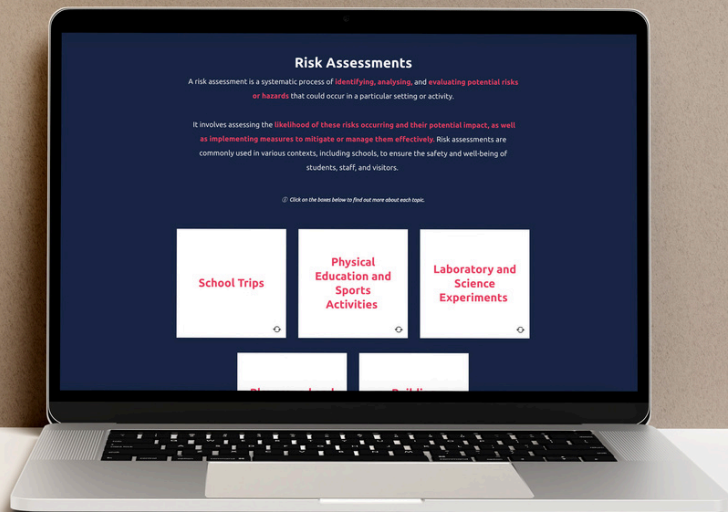 Risk Assessments
A risk assessment is a systematic process of identifying, analysing, and evaluating potential risks
or hazards that could occur in a particular setting or activity.
It involves assessing the likelihood of these risks occurring and their potential impact, as well
as implementing measures to mitigate or manage them effectively. Risk assessments are
commonly used in various contexts, including schools, to ensure the safety and well-being of
students, staff, and visitors.
Click on the boxes below to find out more about each topic.
School Trips
Physical
Education and
Sports
Activities
Laboratory and
Science
Experiments